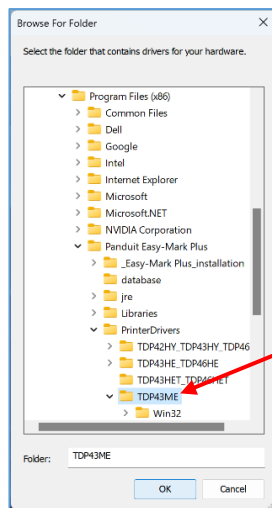 Browse For Folder
Select the folder that contains drivers for your hardware.
Program Files (x86)
Common Files
Dell
Google
Intel
Internet Explorer
Microsoft
Microsoft.NET
NVIDIA Corporation
Panduit Easy-Mark Plus
_Easy-Mark Plus_installation
database
jre
Libraries
PrinterDrivers
TDP42HY_TDP43HY_TDP46
TDP43HE_TDP46HE
TDP43HET_TDP46HET
TDP43ME
Win32
Folder: TDP43ME
OK Cancel